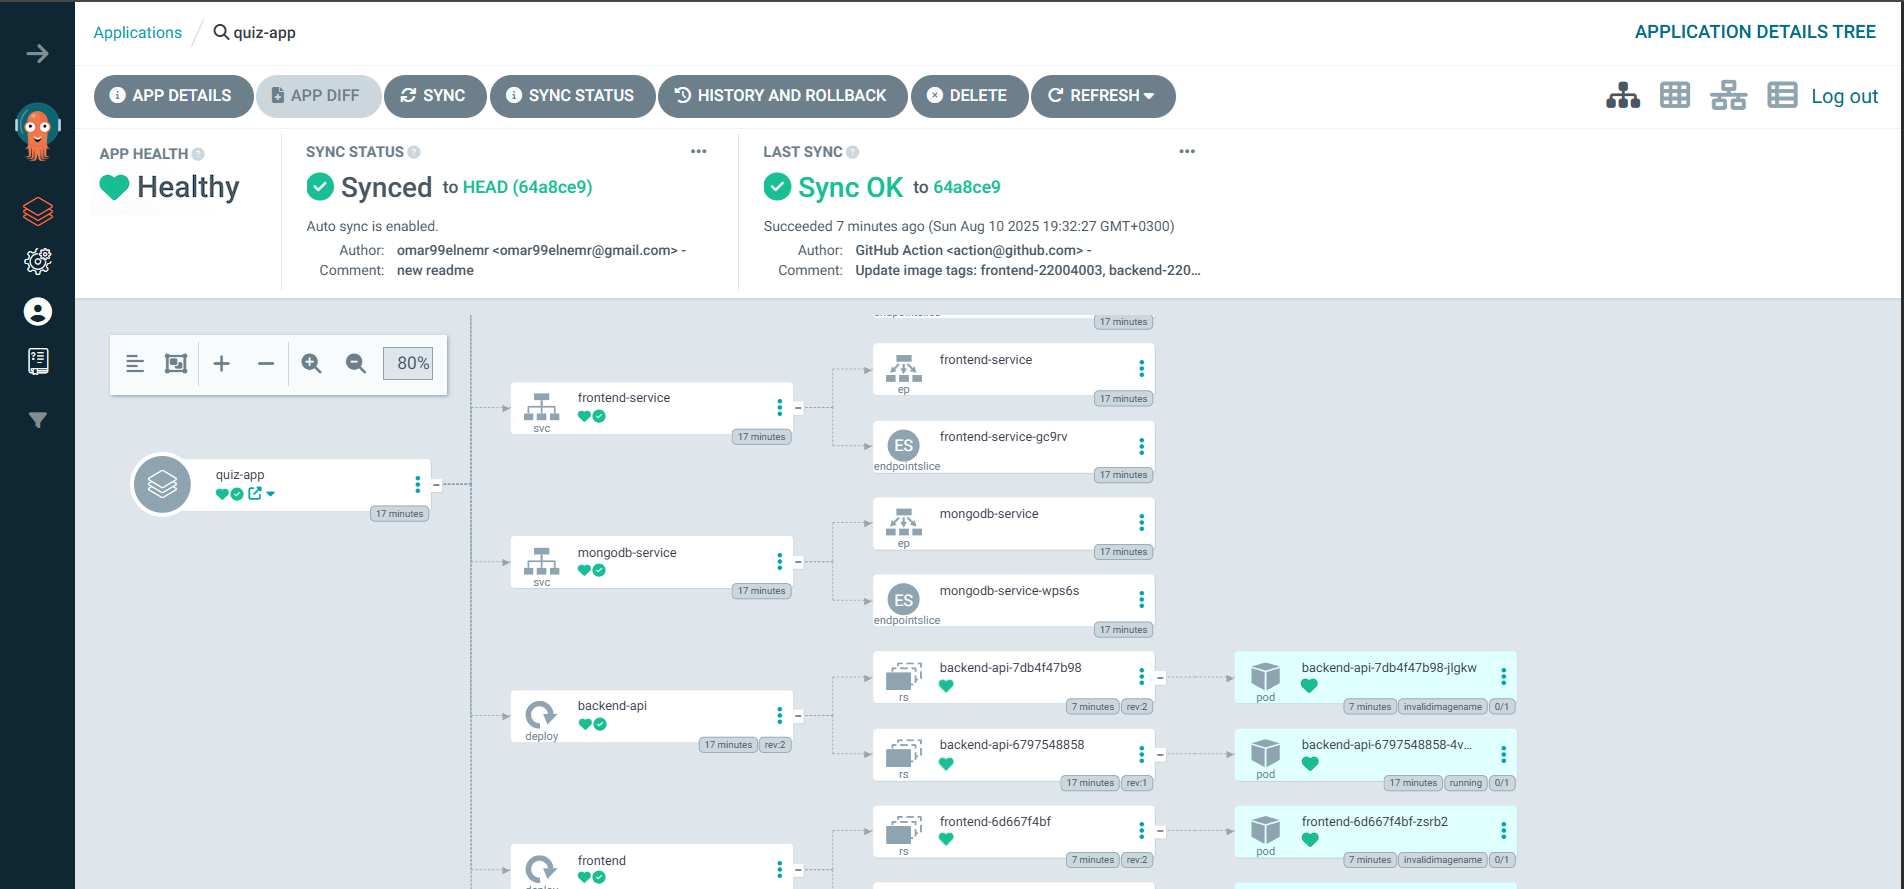 Applications / quiz-app
APPLICATION DETAILS TREE
APP DETAILS
APP DIFF
SYNC
SYNC STATUS
HISTORY AND ROLLBACK
DELETE
REFRESH
Log out
APP HEALTH
Healthy
SYNC STATUS
Synced to HEAD (64a8ce9)
Auto sync is enabled.
Author: omar99elnemr <omar99elnemr@gmail.com> -
Comment: new readme
LAST SYNC
Sync OK to 64a8ce9
Succeeded 7 minutes ago (Sun Aug 10 2025 19:32:27 GMT+0300)
Author: GitHub Action <action@github.com> -
Comment: Update image tags: frontend-22004003, backend-220...
80%
quiz-app
17 minutes
frontend-service
svc
17 minutes
mongodb-service
svc
17 minutes
backend-api
deploy
17 minutes rev:2
frontend
deploy
endpointslice
17 minutes
frontend-service
ep
17 minutes
ES
frontend-service-gc9rv
endpointslice
17 minutes
mongodb-service
ep
17 minutes
ES
mongodb-service-wps6s
endpointslice
17 minutes
backend-api-7db4f47b98
rs
7 minutes rev:2
backend-api-6797548858
rs
17 minutes rev:1
frontend-6d667f4bf
rs
7 minutes rev:2
backend-api-7db4f47b98-jlgkw
pod
7 minutes invalidimagename 0/1
backend-api-6797548858-4v...
pod
17 minutes running 0/1
frontend-6d667f4bf-zsrb2
pod
7 minutes invalidimagename 0/1